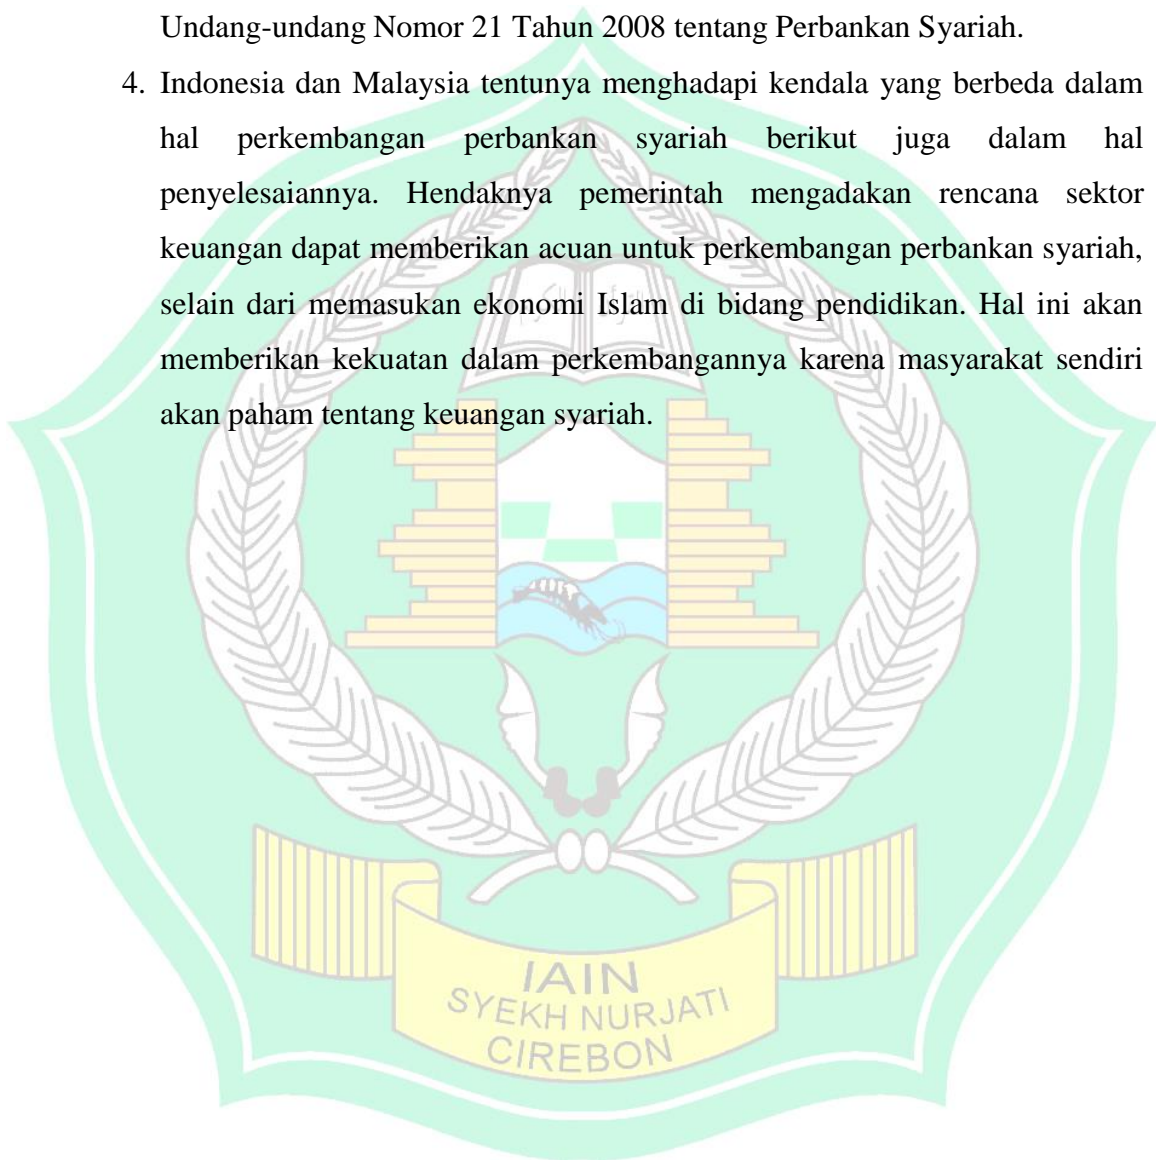 Undang-undang Nomor 21 Tahun 2008 tentang Perbankan Syariah.
4. Indonesia dan Malaysia tentunya menghadapi kendala yang berbeda dalam
hal perkembangan perbankan syariah berikut juga dalam hal
penyelesaiannya. Hendaknya pemerintah mengadakan rencana sektor
keuangan dapat memberikan acuan untuk perkembangan perbankan syariah,
selain dari memasukan ekonomi Islam di bidang pendidikan. Hal ini akan
memberikan kekuatan dalam perkembangannya karena masyarakat sendiri
akan paham tentang keuangan syariah.
IAIN
SYEKH NURJATI
CIREBON